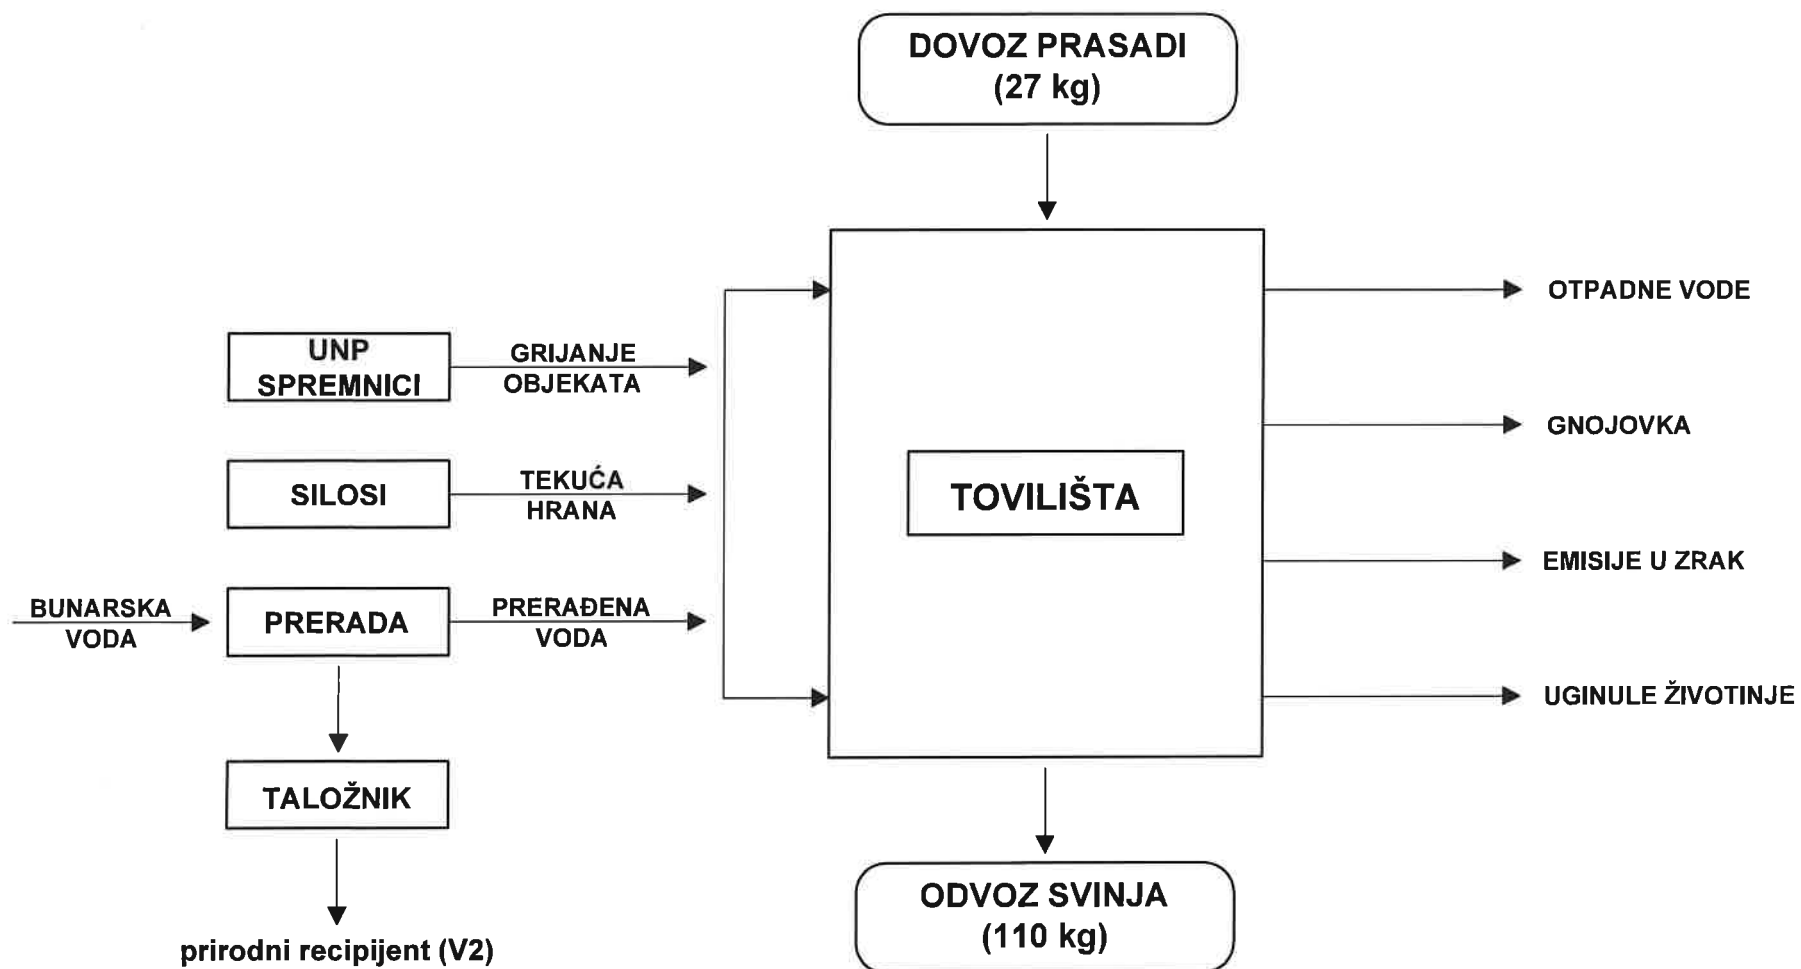 DOVOZ PRASADI
(27 kg)
OTPADNE VODE
UNP
SPREMNICI
GRIJANJE
OBJEKATA
GNOJOVKA
SILOSI
TEKUĆA
HRANA
TOVILIŠTA
EMISIJE U ZRAK
BUNARSKA
VODA
PRERADA
PRERAĐENA
VODA
UGINULE ŽIVOTINJE
TALOŽNIK
ODVOZ SVINJA
(110 kg)
prirodni recipijent (V2)